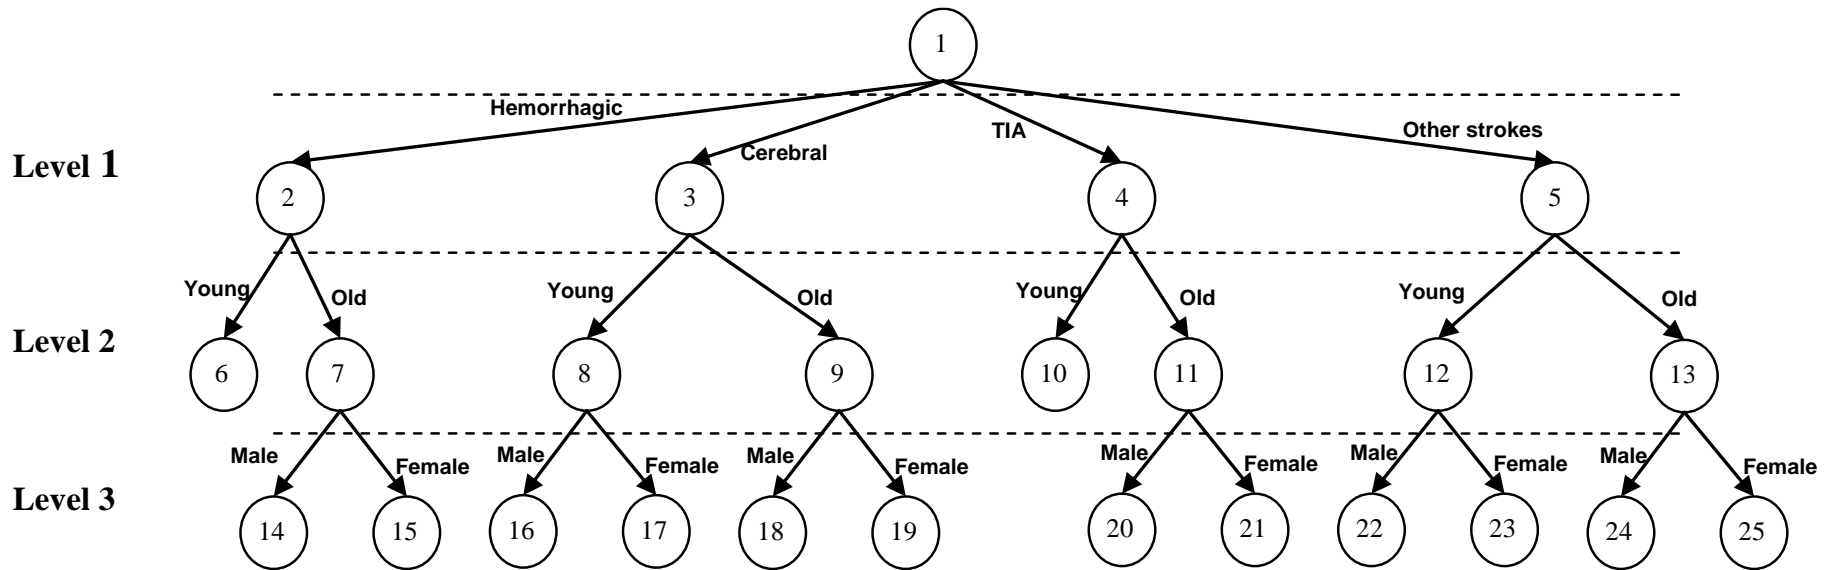 1
Hemorrhagic
Cerebral
TIA
Other strokes
Level 1
2
3
4
5
Young
Old
Young
Old
Young
Old
Young
Old
Level 2
6
7
8
9
10
11
12
13
Male
Female
Male
Female
Male
Female
Male
Female
Male
Female
Male
Female
Level 3
14
15
16
17
18
19
20
21
22
23
24
25